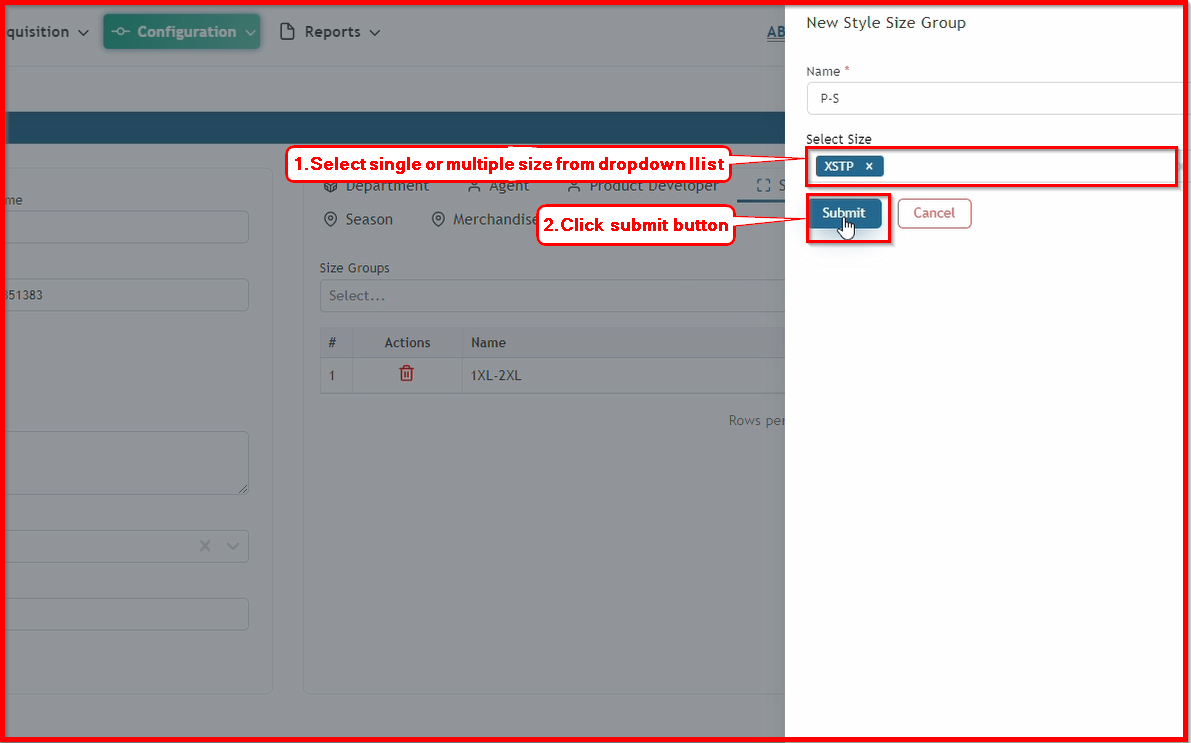 quisition
Configuration
Reports
AB
New Style Size Group
Name *
P-S
Select Size
XSTP ×
1.Select single or multiple size from dropdown llist
Department
Agent
Product Developer
S
me
Submit
Cancel
Season
Merchandise
2.Click submit button
Size Groups
Select...
351383
# Actions Name
1 1XL-2XL
Rows per